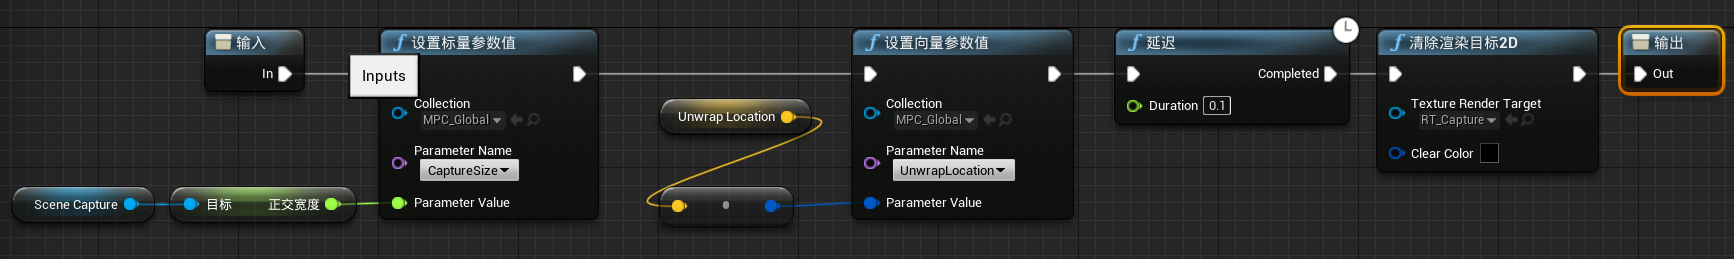 输入
In
Inputs
设置标量参数值
Collection
MPC_Global
Parameter Name
CaptureSize
Parameter Value
Scene Capture
目标
正交宽度
Unwrap Location
设置向量参数值
Collection
MPC_Global
Parameter Name
UnwrapLocation
Parameter Value
延迟
Completed
Duration 0.1
清除渲染目标2D
Texture Render Target
RT_Capture
Clear Color
输出
Out